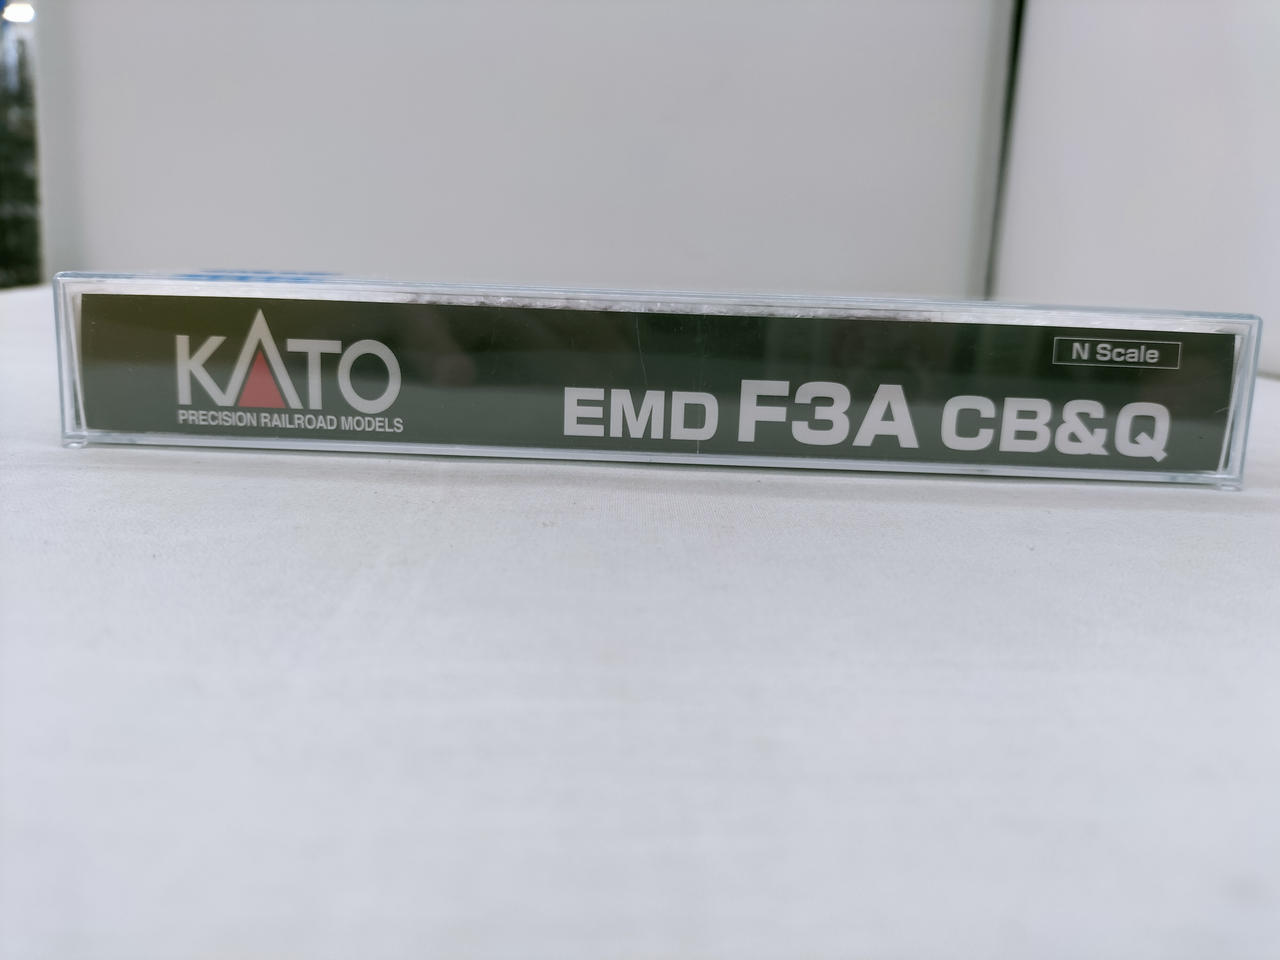 KATO
PRECISION RAILROAD MODELS
N Scale
EMD F3A CB&Q